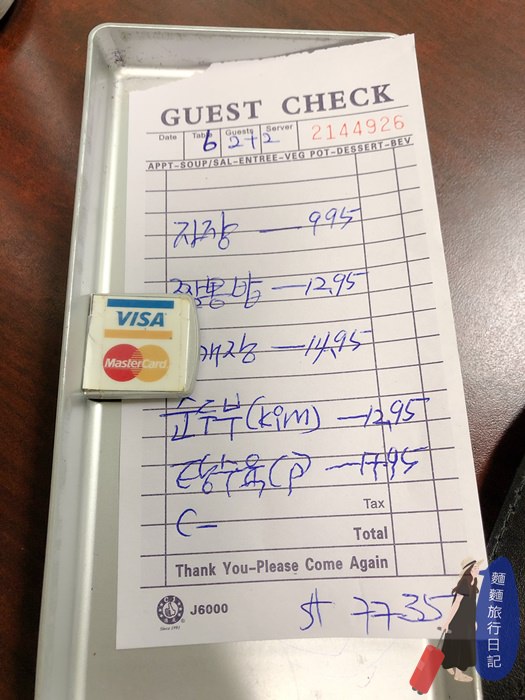 GUEST CHECK
Date Table Guests Server
6 2+2 2144926
APPT-SOUP/SAL-ENTREE-VEG POT-DESSERT-BEV
짜장 — 9.95
짬뽕밥 — 12.95
VISA
MasterCard
14.95
순두부(kim) — 12.95
탕수육(P) — 17.95
Tax
Total
Thank You-Please Come Again
J6000
77.35
麵麵旅行日記